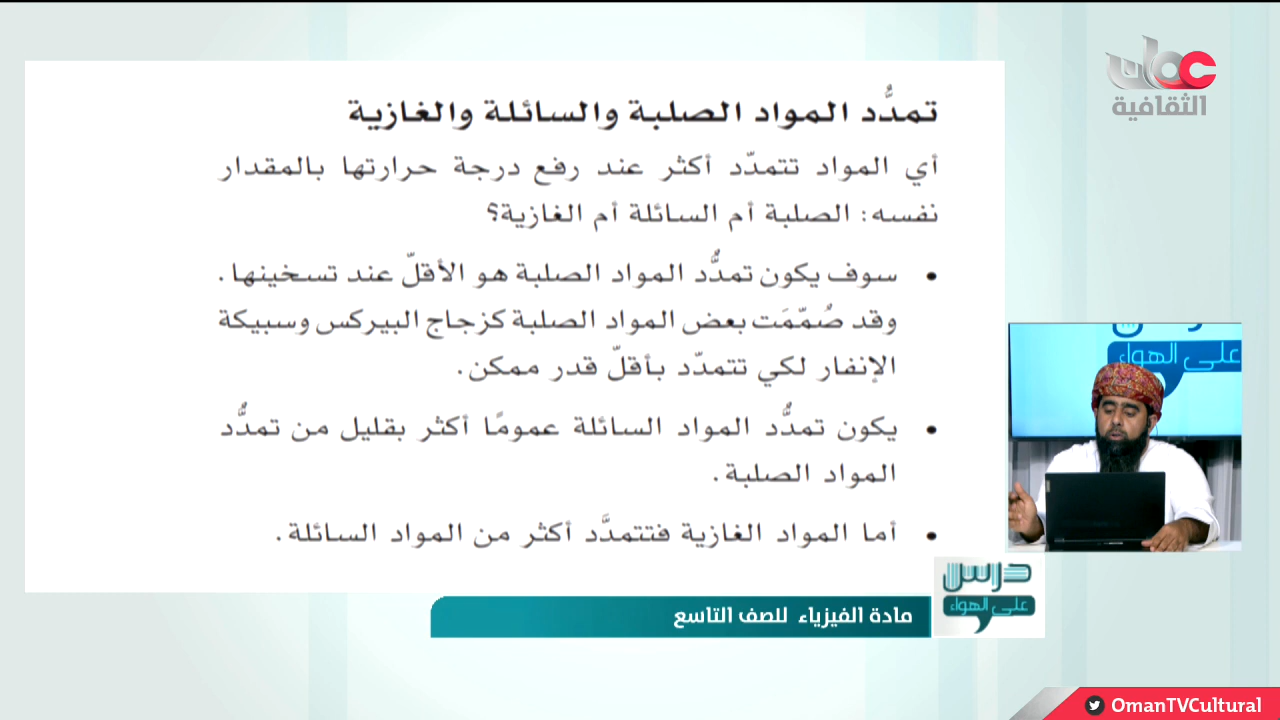 عمان
الثقافية
تمدُّد المواد الصلبة والسائلة والغازية
أي المواد تتمدّد أكثر عند رفع درجة حرارتها بالمقدار
نفسه: الصلبة أم السائلة أم الغازية؟
• سوف يكون تمدُّد المواد الصلبة هو الأقلّ عند تسخينها.
وقد صُمّمَت بعض المواد الصلبة كزجاج البيركس وسبيكة
الإنفار لكي تتمدّد بأقلّ قدر ممكن.
• يكون تمدُّد المواد السائلة عمومًا أكثر بقليل من تمدُّد
المواد الصلبة.
• أما المواد الغازية فتتمدَّد أكثر من المواد السائلة.
على الهواء
درس
على الهواء
مادة الفيزياء للصف التاسع
OmanTVCultural